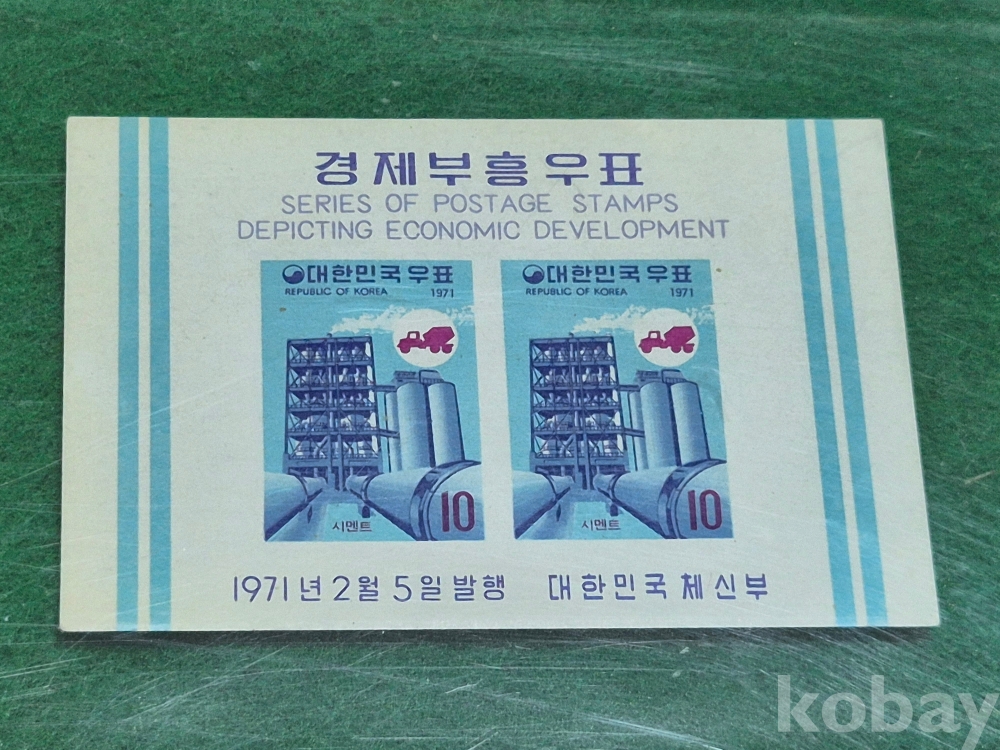 경제부흥우표
SERIES OF POSTAGE STAMPS
DEPICTING ECONOMIC DEVELOPMENT
대한민국우표
REPUBLIC OF KOREA 1971
시멘트 10
대한민국우표
REPUBLIC OF KOREA 1971
시멘트 10
1971년 2월 5일 발행 대한민국 체신부
kobay